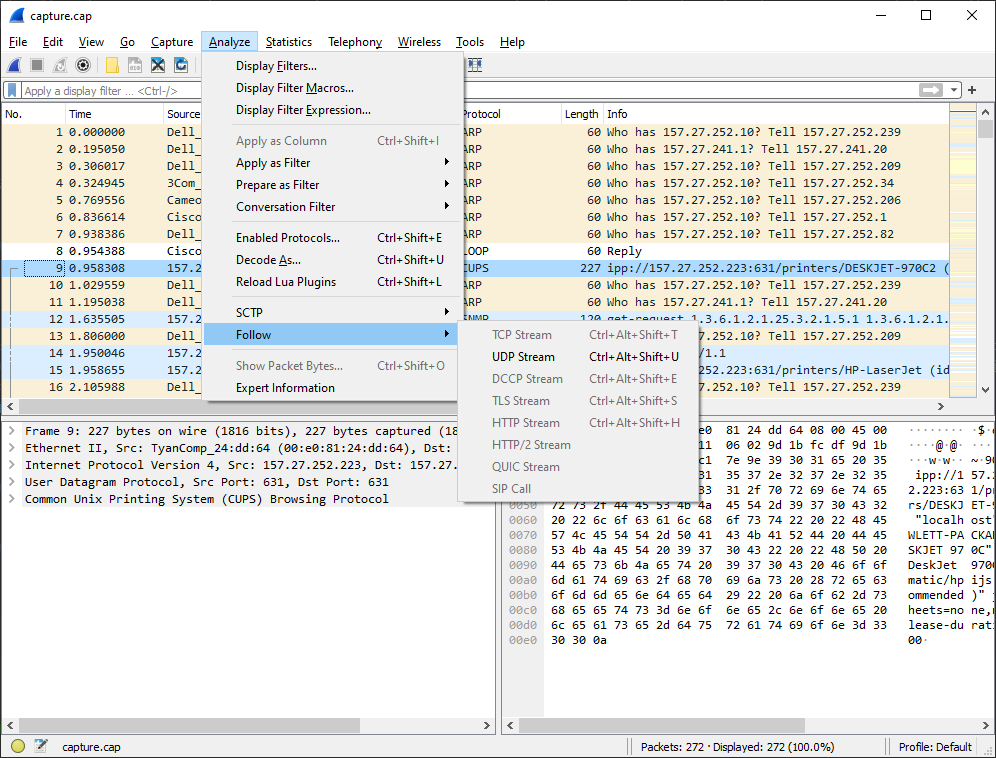 capture.cap
File Edit View Go Capture Analyze Statistics Telephony Wireless Tools Help
Apply a display filter ... <Ctrl-/>
Display Filters...
Display Filter Macros...
Display Filter Expression...
Apply as Column Ctrl+Shift+I
Apply as Filter
Prepare as Filter
Conversation Filter
Enabled Protocols... Ctrl+Shift+E
Decode As... Ctrl+Shift+U
Reload Lua Plugins Ctrl+Shift+L
SCTP
Follow
Show Packet Bytes... Ctrl+Shift+O
Expert Information
TCP Stream Ctrl+Alt+Shift+T
UDP Stream Ctrl+Alt+Shift+U
DCCP Stream Ctrl+Alt+Shift+E
TLS Stream Ctrl+Alt+Shift+S
HTTP Stream Ctrl+Alt+Shift+H
HTTP/2 Stream
QUIC Stream
SIP Call
No. Time Source Protocol Length Info
1 0.000000 Dell_ ARP 60 Who has 157.27.252.10? Tell 157.27.252.239
2 0.195050 Dell_ ARP 60 Who has 157.27.241.1? Tell 157.27.241.20
3 0.306017 Dell_ ARP 60 Who has 157.27.252.10? Tell 157.27.252.209
4 0.324945 3Com_ ARP 60 Who has 157.27.252.10? Tell 157.27.252.34
5 0.769556 Cameo ARP 60 Who has 157.27.252.10? Tell 157.27.252.206
6 0.836614 Cisco ARP 60 Who has 157.27.252.10? Tell 157.27.252.1
7 0.938386 Dell_ ARP 60 Who has 157.27.252.10? Tell 157.27.252.82
8 0.954388 Cisco LOOP 60 Reply
9 0.958308 157.2 CUPS 227 ipp://157.27.252.223:631/printers/DESKJET-970C2 (
10 1.029559 Dell_ ARP 60 Who has 157.27.252.10? Tell 157.27.252.239
11 1.195038 Dell_ ARP 60 Who has 157.27.241.1? Tell 157.27.241.20
12 1.635505 157.2 SNMP 120 get-request 1.3.6.1.2.1.25.3.2.1.5.1 1.3.6.1.2.1.
13 1.806000 Dell_ .27.252.10? Tell 157.27.252.209
14 1.950046 157.2 /1.1
15 1.958655 157.2 .252.223:631/printers/HP-LaserJet (id
16 2.105988 Dell_ .27.252.10? Tell 157.27.252.239
Frame 9: 227 bytes on wire (1816 bits), 227 bytes captured (18
Ethernet II, Src: TyanComp_24:dd:64 (00:e0:81:24:dd:64), Dst:
Internet Protocol Version 4, Src: 157.27.252.223, Dst: 157.27.
User Datagram Protocol, Src Port: 631, Dst Port: 631
Common Unix Printing System (CUPS) Browsing Protocol
e0 81 24 dd 64 08 00 45 00 ········ $·d
11 06 02 9d 1b fc df 9d 1b ····@·@·
c1 7e 9e 39 30 31 65 20 35 ···w··w· ~·90
31 35 37 2e 32 37 2e 32 35 ipp://1 57.
33 31 2f 70 72 69 6e 74 65 2.223:63 1/p
0050 72 73 2f 44 45 53 4b 4a 45 54 2d 39 37 30 43 32 rs/DESKJ ET-9
0060 20 22 6c 6f 63 61 6c 68 6f 73 74 22 20 22 48 45 "localh ost"
0070 57 4c 45 54 54 2d 50 41 43 4b 41 52 44 20 44 45 WLETT-PA CKAR
0080 53 4b 4a 45 54 20 39 37 30 43 22 20 22 48 50 20 SKJET 97 0C"
0090 44 65 73 6b 4a 65 74 20 39 37 30 43 20 46 6f 6f DeskJet 970C
00a0 6d 61 74 69 63 2f 68 70 69 6a 73 20 28 72 65 63 matic/hp ijs
00b0 6f 6d 6d 65 6e 64 65 64 29 22 20 6a 6f 62 2d 73 ommended )" j
00c0 68 65 65 74 73 3d 6e 6f 6e 65 2c 6e 6f 6e 65 20 heets=no ne,n
00d0 6c 65 61 73 65 2d 64 75 72 61 74 69 6f 6e 3d 33 lease-du rati
00e0 30 30 0a 00·
capture.cap Packets: 272 · Displayed: 272 (100.0%) Profile: Default